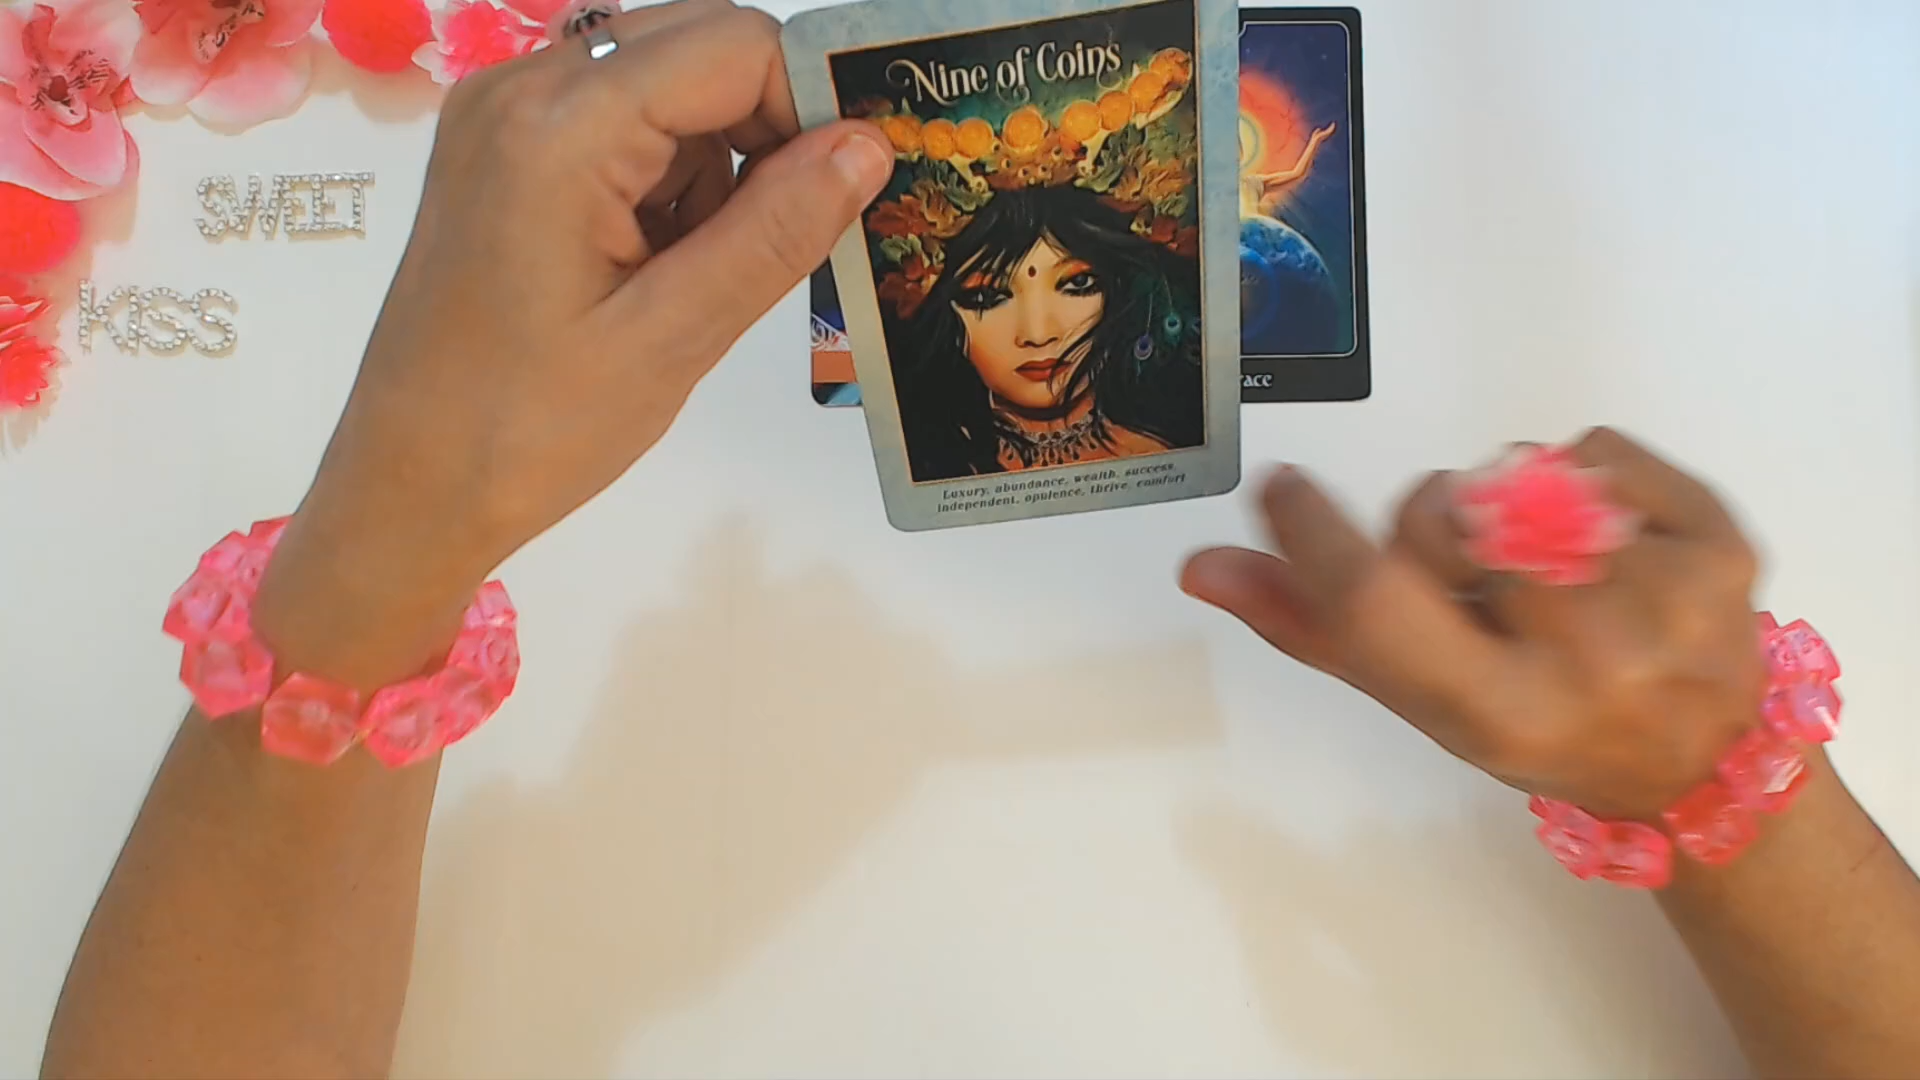 SWEET
KISS
Nine of Coins
Luxury, abundance, wealth, success,
independent, opulence, thrive, comfort